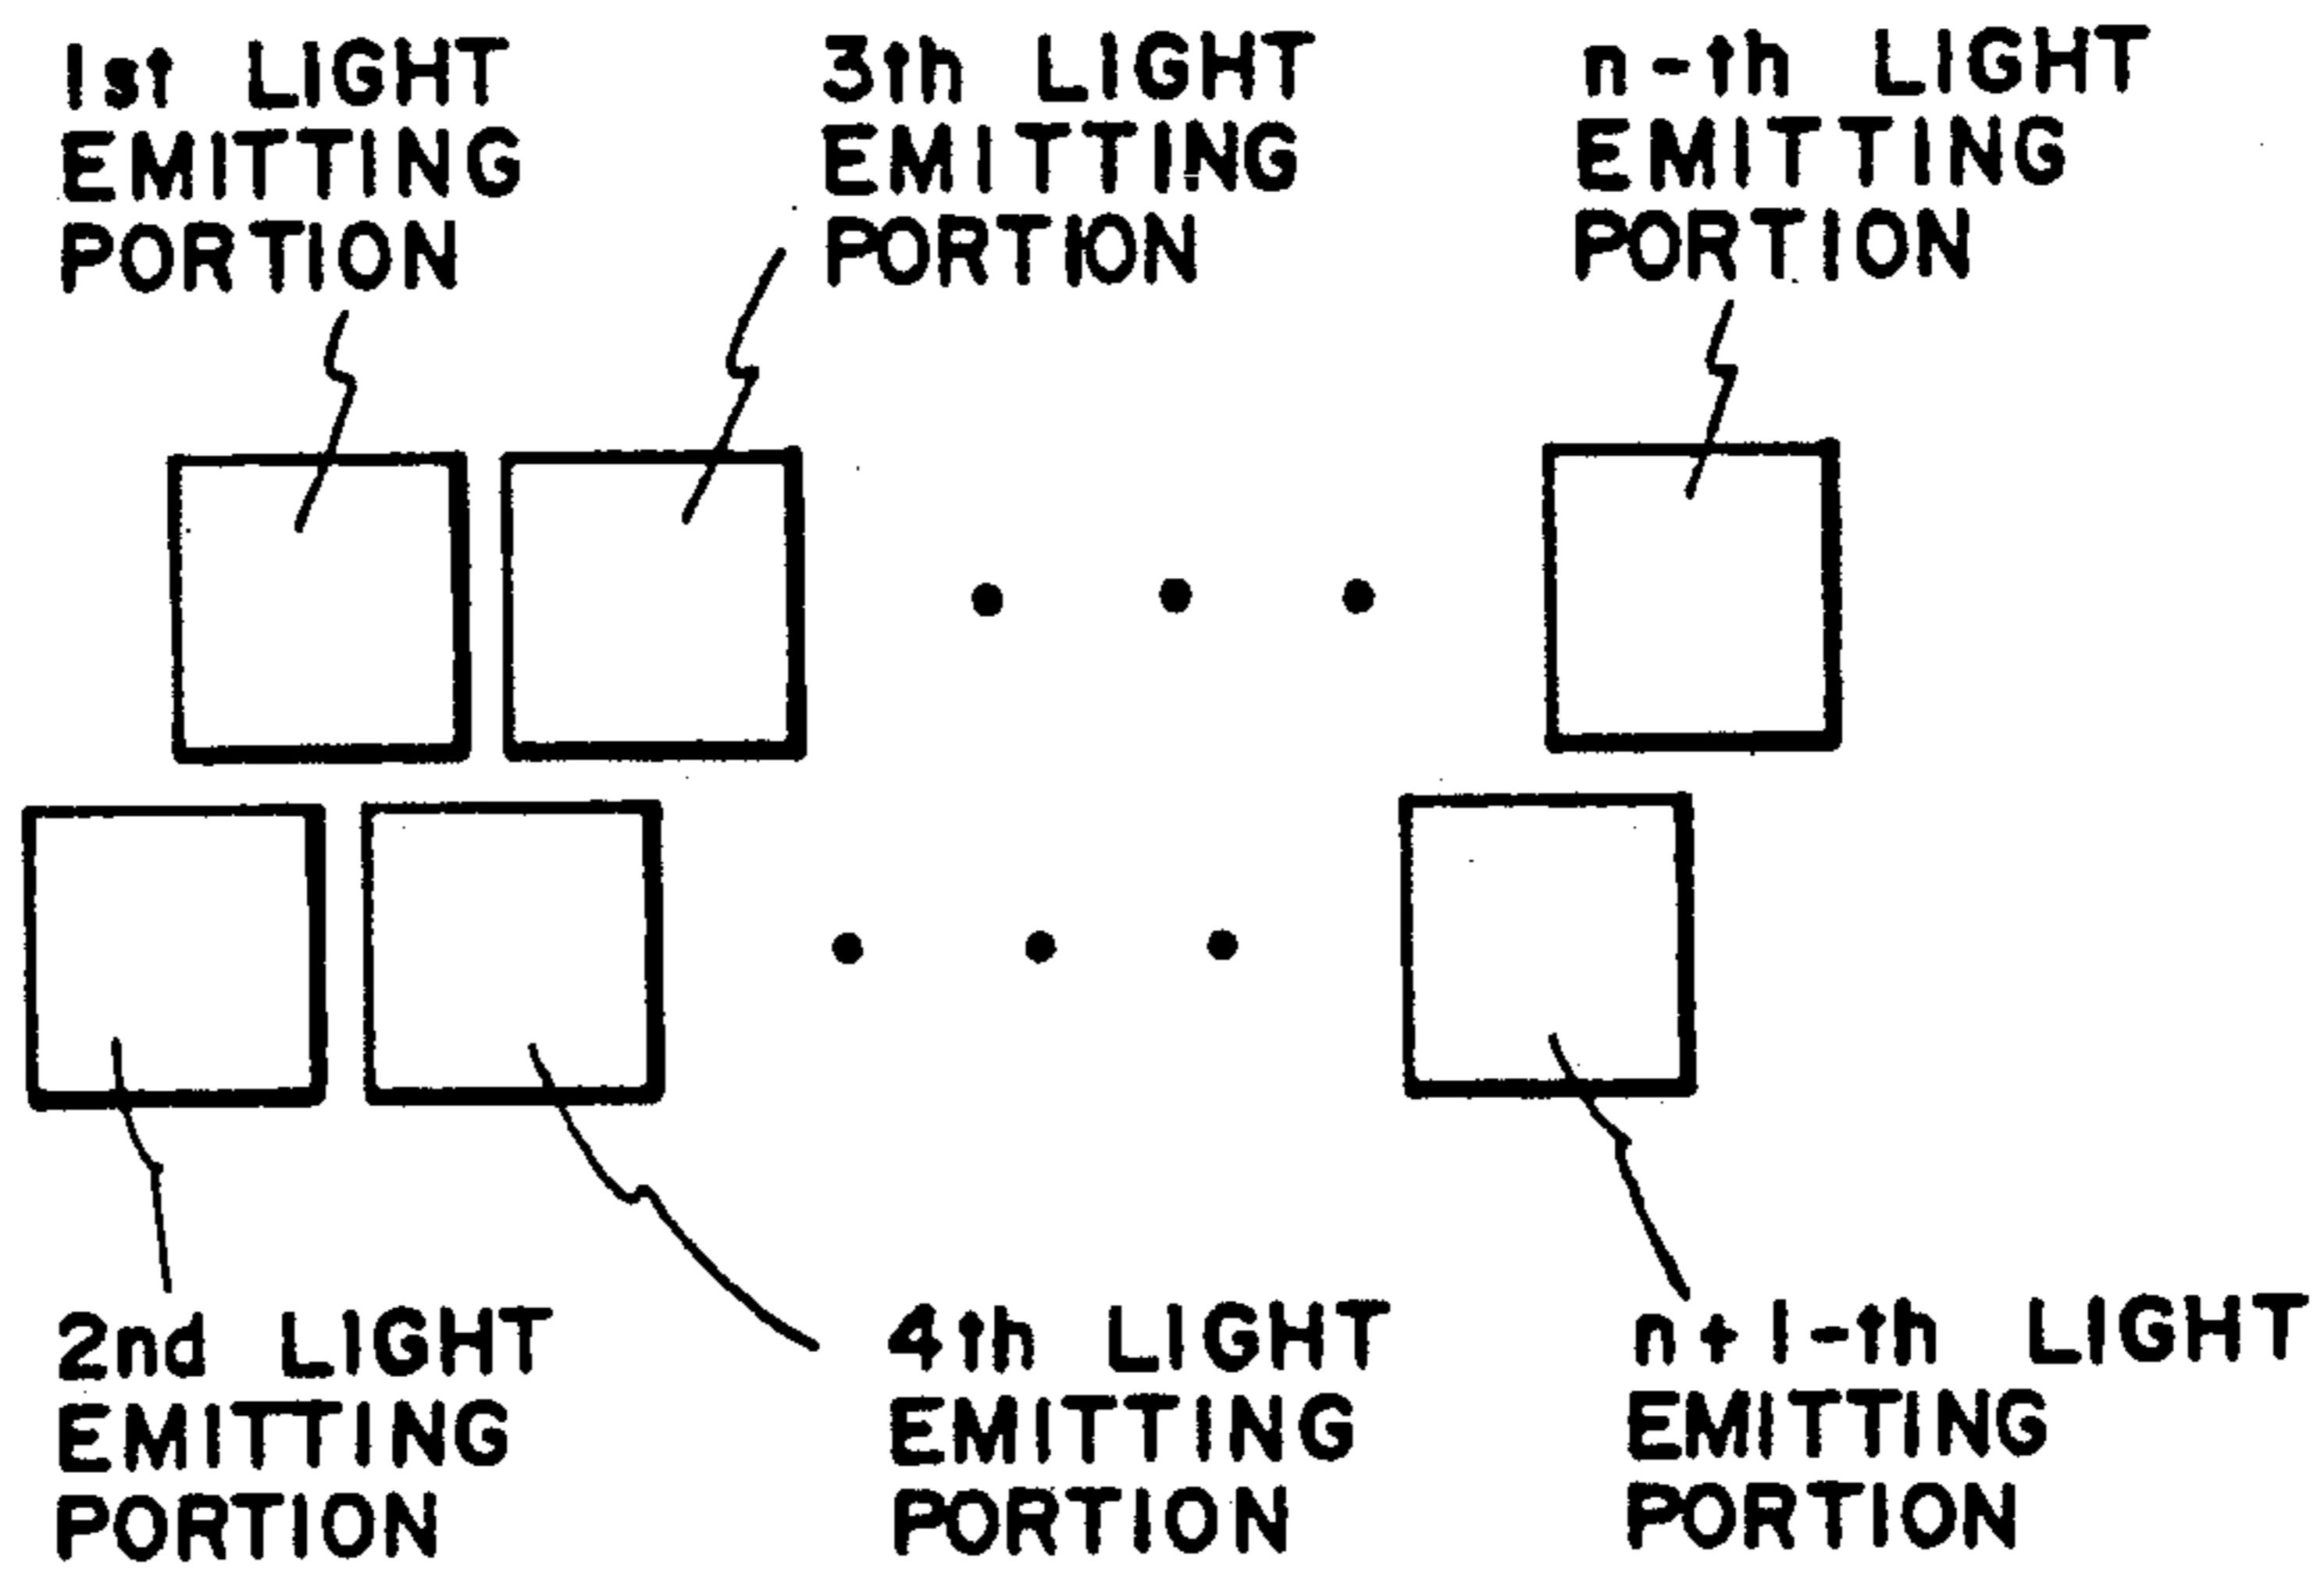 1st LIGHT
EMITTING
PORTION
3th LIGHT
EMITTING
PORTION
n-th LIGHT
EMITTING
PORTION
2nd LIGHT
EMITTING
PORTION
4th LIGHT
EMITTING
PORTION
n+1-th LIGHT
EMITTING
PORTION